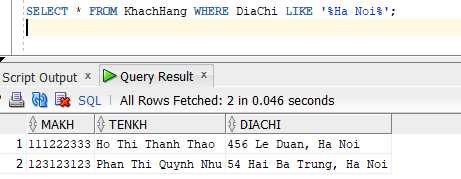 SELECT * FROM KhachHang WHERE DiaChi LIKE '%Ha Noi%';
Script Output x Query Result x
SQL | All Rows Fetched: 2 in 0.046 seconds
MAKH TENKH DIACHI
1 111222333 Ho Thi Thanh Thao 456 Le Duan, Ha Noi
2 123123123 Phan Thi Quynh Nhu 54 Hai Ba Trung, Ha Noi